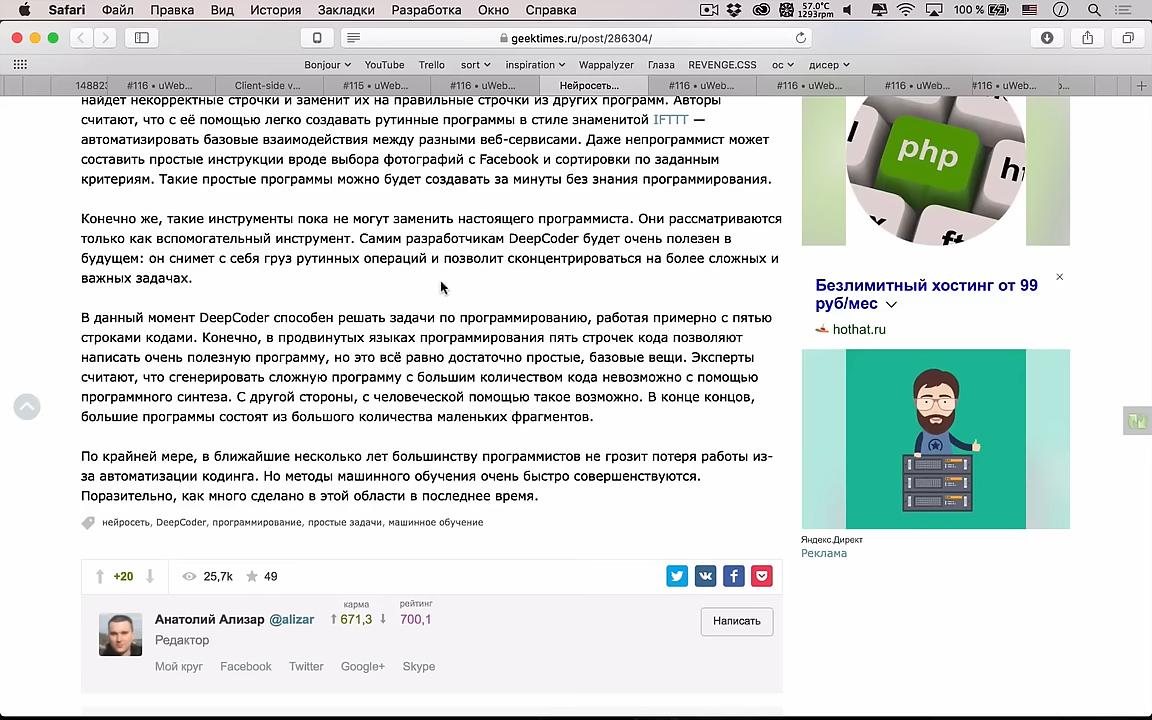 Safari Файл Правка Вид История Закладки Разработка Окно Справка
57.0°C 1293rpm 100 %
geektimes.ru/post/286304/
Bonjour YouTube Trello sort inspiration Wappalyzer Глаза REVENGE.CSS ос дисер
14882 #116 • uWeb... Client-side v... #115 • uWeb... #116 • uWeb... Нейросеть... #116 • uWeb... #116 • uWeb... #116 • uWeb... #116 • uWeb...
найдет некорректные строчки и заменит их на правильные строчки из других программ. Авторы
считают, что с её помощью легко создавать рутинные программы в стиле знаменитой IFTTT —
автоматизировать базовые взаимодействия между разными веб-сервисами. Даже непрограммист может
составить простые инструкции вроде выбора фотографий с Facebook и сортировки по заданным
критериям. Такие простые программы можно будет создавать за минуты без знания программирования.
Конечно же, такие инструменты пока не могут заменить настоящего программиста. Они рассматриваются
только как вспомогательный инструмент. Самим разработчикам DeepCoder будет очень полезен в
будущем: он снимет с себя груз рутинных операций и позволит сконцентрироваться на более сложных и
важных задачах.
В данный момент DeepCoder способен решать задачи по программированию, работая примерно с пятью
строками кодами. Конечно, в продвинутых языках программирования пять строчек кода позволяют
написать очень полезную программу, но это всё равно достаточно простые, базовые вещи. Эксперты
считают, что сгенерировать сложную программу с большим количеством кода невозможно с помощью
программного синтеза. С другой стороны, с человеческой помощью такое возможно. В конце концов,
большие программы состоят из большого количества маленьких фрагментов.
По крайней мере, в ближайшие несколько лет большинству программистов не грозит потеря работы из-
за автоматизации кодинга. Но методы машинного обучения очень быстро совершенствуются.
Поразительно, как много сделано в этой области в последнее время.
нейросеть, DeepCoder, программирование, простые задачи, машинное обучение
+20 25,7k 49
карма рейтинг
Анатолий Ализар @alizar 671,3 700,1
Редактор
Мой круг Facebook Twitter Google+ Skype
Написать
php
Безлимитный хостинг от 99
руб/мес
hothat.ru
Яндекс.Директ
Реклама